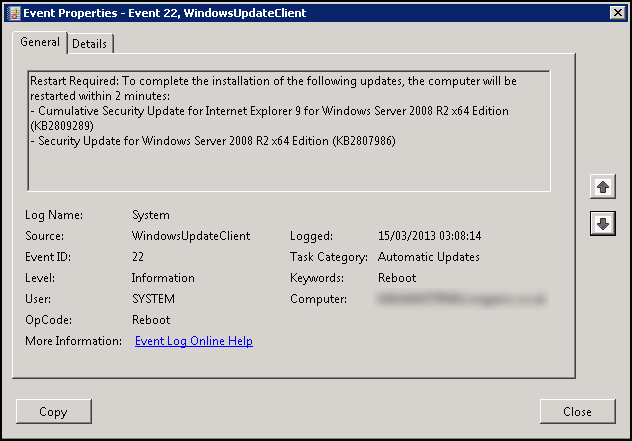 Event Properties - Event 22, WindowsUpdateClient
General
Details
Restart Required: To complete the installation of the following updates, the computer will be
restarted within 2 minutes:
- Cumulative Security Update for Internet Explorer 9 for Windows Server 2008 R2 x64 Edition
(KB2809289)
- Security Update for Windows Server 2008 R2 x64 Edition (KB2807986)
Log Name: System
Source: WindowsUpdateClient Logged: 15/03/2013 03:08:14
Event ID: 22 Task Category: Automatic Updates
Level: Information Keywords: Reboot
User: SYSTEM Computer:
OpCode: Reboot
More Information: Event Log Online Help
Copy
Close